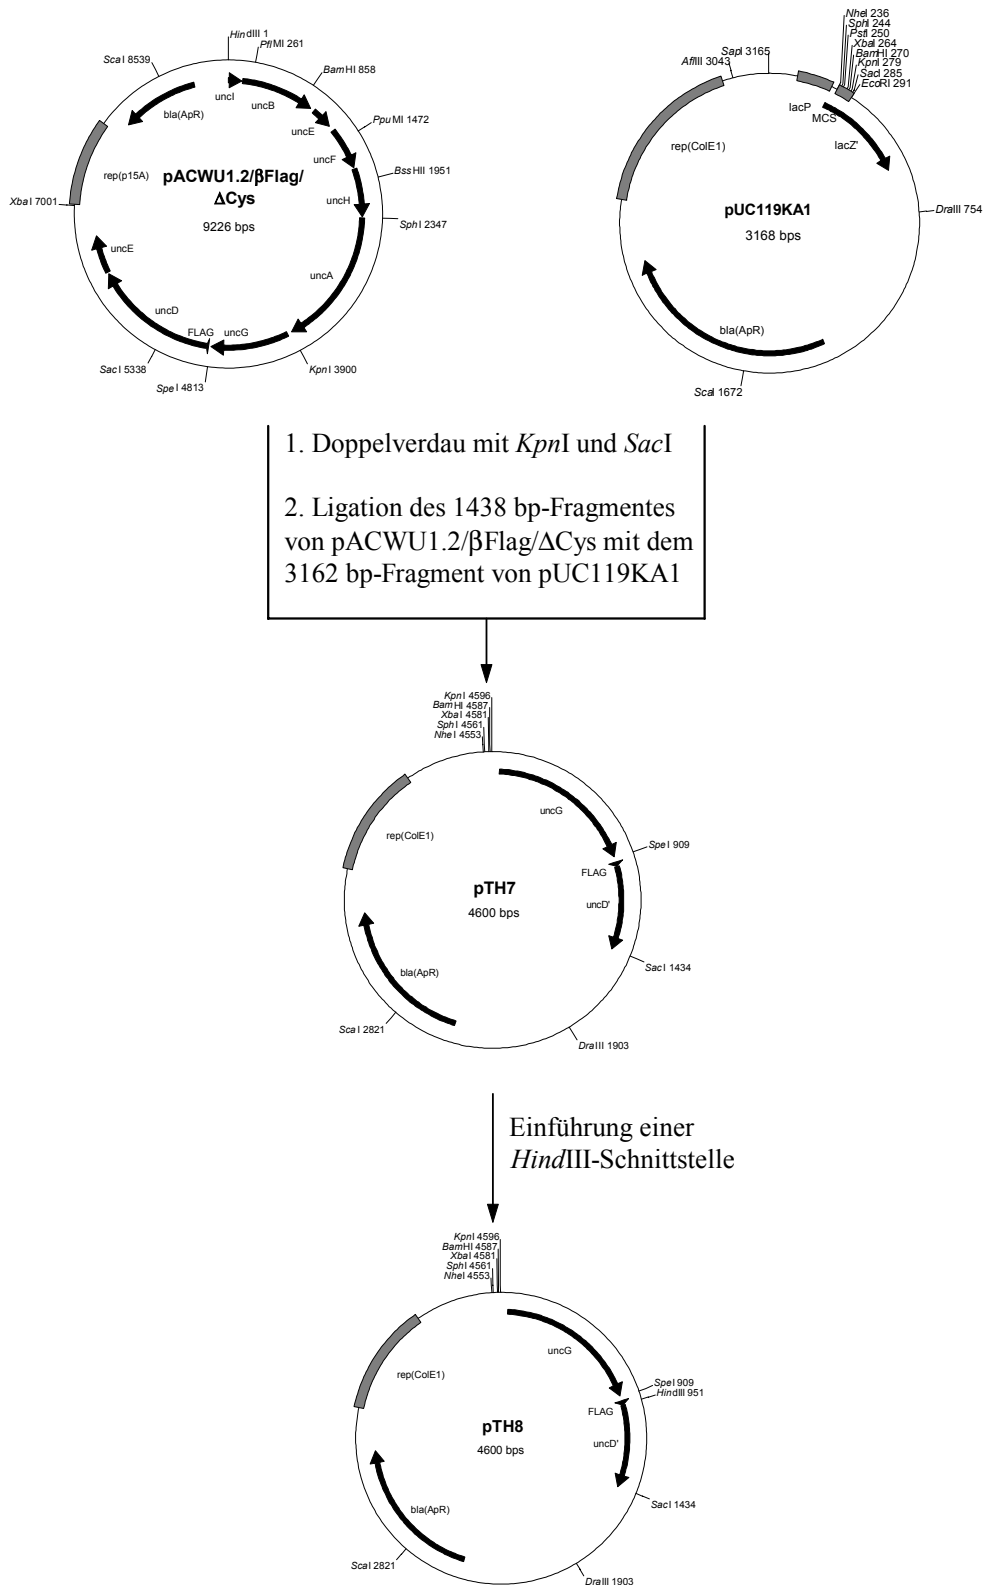 HindIII 1
PflMI 261
BamHI 858
PpuMI 1472
BssHII 1951
SphI 2347
KpnI 3900
SpeI 4813
SacI 5338
XbaI 7001
ScaI 8539
uncI
uncB
uncE
uncF
uncH
uncA
uncG
FLAG
uncD
uncE
rep(p15A)
bla(ApR)
pACWU1.2/βFlag/
ΔCys
9226 bps
NheI 236
SphI 244
PstI 250
XbaI 264
BamHI 270
KpnI 279
SacI 285
EcoRI 291
SapI 3165
AflIII 3043
lacP
MCS
lacZ'
rep(ColE1)
DraIII 754
pUC119KA1
3168 bps
bla(ApR)
ScaI 1672
1. Doppelverdau mit KpnI und SacI
2. Ligation des 1438 bp-Fragmentes
von pACWU1.2/βFlag/ΔCys mit dem
3162 bp-Fragment von pUC119KA1
KpnI 4596
BamHI 4587
XbaI 4581
SphI 4561
NheI 4553
uncG
rep(ColE1)
SpeI 909
FLAG
pTH7
uncD'
4600 bps
SacI 1434
bla(ApR)
ScaI 2821
DraIII 1903
Einführung einer
HindIII-Schnittstelle
KpnI 4596
BamHI 4587
XbaI 4581
SphI 4561
NheI 4553
uncG
rep(ColE1)
SpeI 909
HindIII 951
FLAG
pTH8
uncD'
4600 bps
SacI 1434
bla(ApR)
ScaI 2821
DraIII 1903